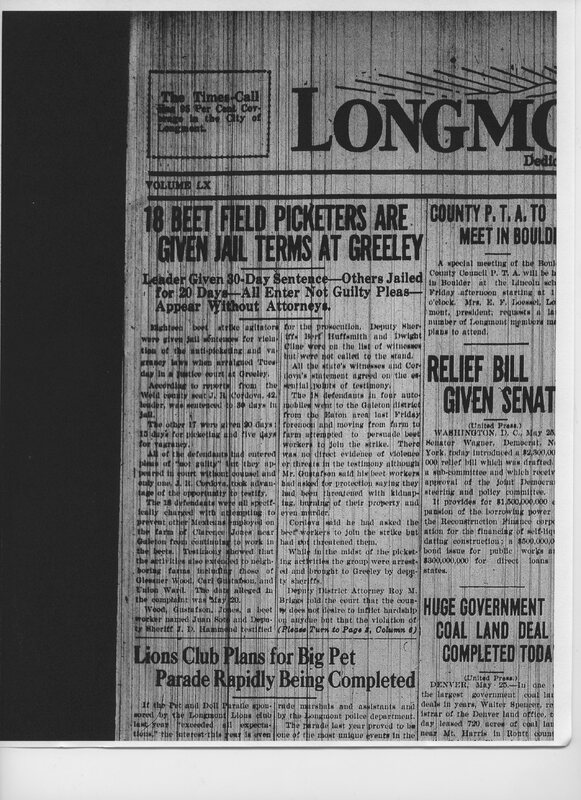 The Times-Call
Has 95 Per Cent Cov-
erage in the City of
Longmont.
LONGMO
Dedic
VOLUME LX
18 BEET FIELD PICKETERS ARE
GIVEN JAIL TERMS AT GREELEY
Leader Given 30-Day Sentence—Others Jailed
for 20 Days—All Enter Not Guilty Pleas—
Appear Without Attorneys.
Eighteen beet strike agitators
were given jail sentences for viola-
tion of the anti-picketing and va-
grancy laws when arraigned Tues-
day in a justice court at Greeley.
According to reports from the
Weld county seat J. R. Cordova, 42,
leader, was sentenced to 30 days in
jail.
The other 17 were given 20 days:
15 days for picketing and five days
for vagrancy.
All of the defendants had entered
pleas of "not guilty" but they ap-
peared in court without counsel and
only one, J. R. Cordova, took advan-
tage of the opportunity to testify.
The 18 defendants were all specif-
ically charged with attempting to
prevent other Mexicans employed on
the farm of Clarence Jones near
Galeton from continuing to work in
the beets. Testimony showed that
the activities also extended to neigh-
boring farms including those of
Glessner Wood, Carl Gustafson, and
Union Ward. The date alleged in
the complaint was May 20.
Wood, Gustafson, Jones, a beet
worker named Juan Soto and Depu-
ty Sheriff J. D. Hammond testified
for the prosecution. Deputy Sher-
iffs Bert Huffsmith and Dwight
Cline were on the list of witnesses
but were not called to the stand.
All the state's witnesses and Cor-
dova's statement agreed on the es-
sential points of testimony.
The 18 defendants in four auto-
mobiles went to the Galeton district
from the Eaton area last Friday
forenoon and moving from farm to
farm attempted to persuade beet
workers to join the strike. There
was no direct evidence of violence
or threats in the testimony although
Mr. Gustafson said his beet workers
had asked for protection saying they
had been threatened with kidnap-
ing, burning of their property and
even murder.
Cordova said he had asked the
beet workers to join the strike but
had not threatened them.
While in the midst of the picket-
ing activities the group were arrest-
ed and brought to Greeley by depu-
ty sheriffs.
Deputy District Attorney Roy M.
Briggs told the court that the coun-
ty does not desire to inflict hardship
on anyone but that the violation of
(Please Turn to Page 5, Column 6)
Lions Club Plans for Big Pet
Parade Rapidly Being Completed
If the Pet and Doll Parade spon-
sored by the Longmont Lions club
last year "exceeded all expecta-
tions," the interest this year is even
rade marshals and assistants and
by the Longmont police department.
The parade last year proved to be
one of the most unique events in the
COUNTY P. T. A. TO
MEET IN BOULD
A special meeting of the Boul
County Council P. T. A. will be h
in Boulder at the Lincoln sch
Friday afternoon starting at 1
o'clock. Mrs. E. F. Loessel, Lo
mont, president, requests a la
number of Longmont members ma
plans to attend.
RELIEF BILL
GIVEN SENAT
(United Press.)
WASHINGTON, D. C., May 25
Senator Wagner, Democrat, N
York, today introduced a $2,300,0
000 relief bill which was drafted
a sub-committee and which receiv
approval of the joint Democra
steering and policy committee.
It provides for $1,500,000,000 e
pansion of the borrowing power
the Reconstruction Finance corpo
ation for the financing of self-liqu
dating construction; a $500,000,0
bond issue for public works a
$300,000,000 for direct loans
states.
HUGE GOVERNMENT
COAL LAND DEAL
COMPLETED TODA
(United Press.)
DENVER, May 25.—In one o
the largest government coal lan
deals in years, Walter Spencer, re
istrar of the Denver land office, t
day leased 720 acres of coal lan
near Mt. Harris in Routt coun